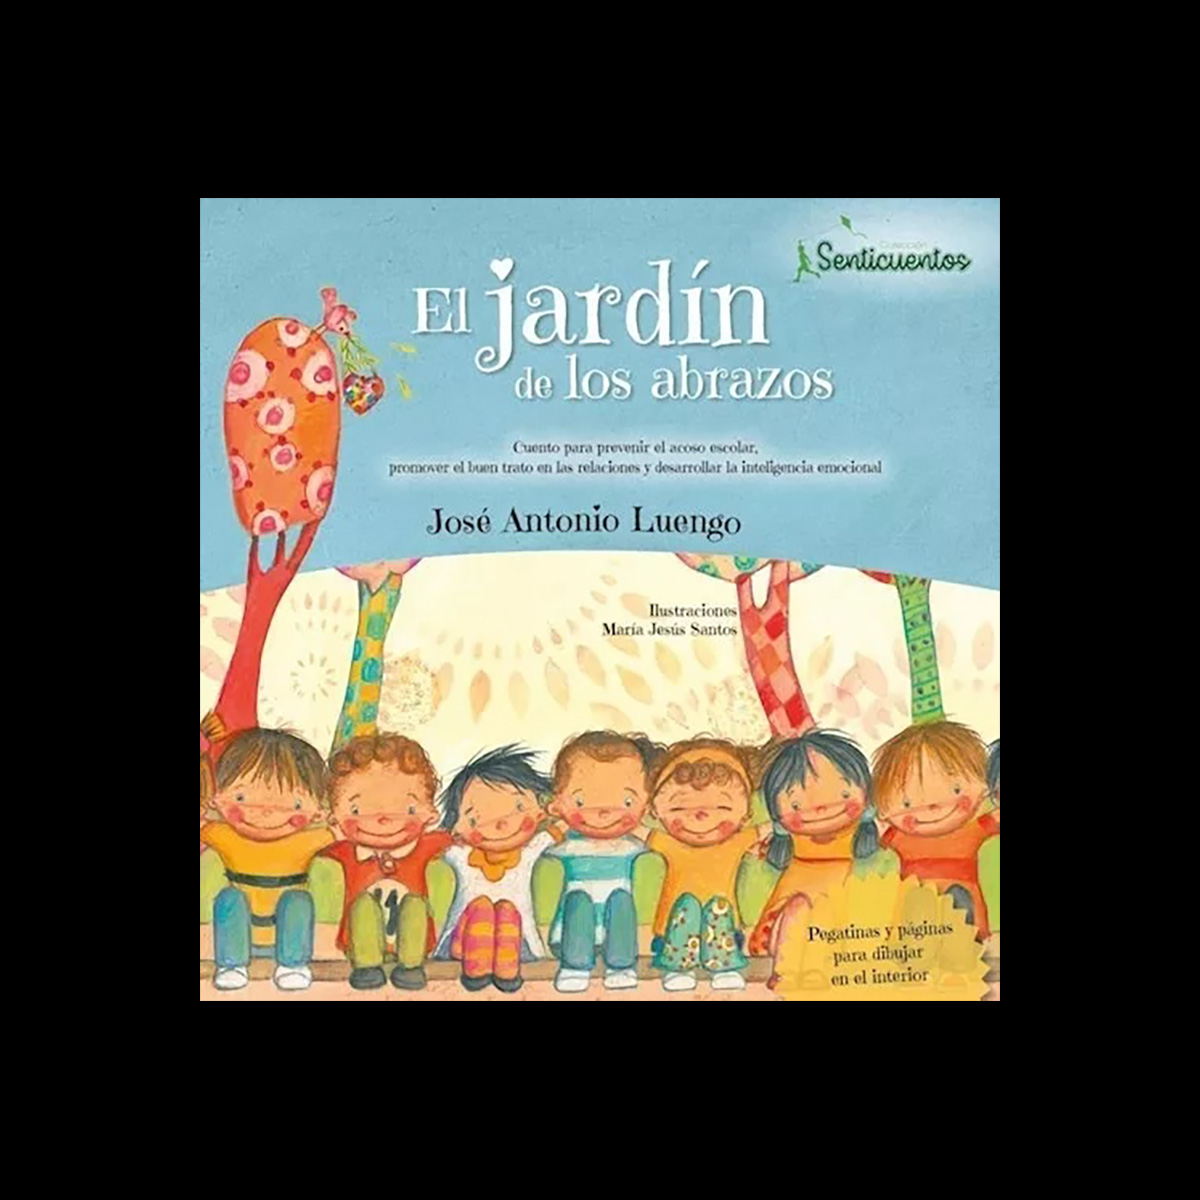 Colección
Senticuentos
El jardín
de los abrazos
Cuento para prevenir el acoso escolar,
promover el buen trato en las relaciones y desarrollar la inteligencia emocional
José Antonio Luengo
Ilustraciones
María Jesús Santos
1
Pegatinas y páginas
para dibujar
en el interior